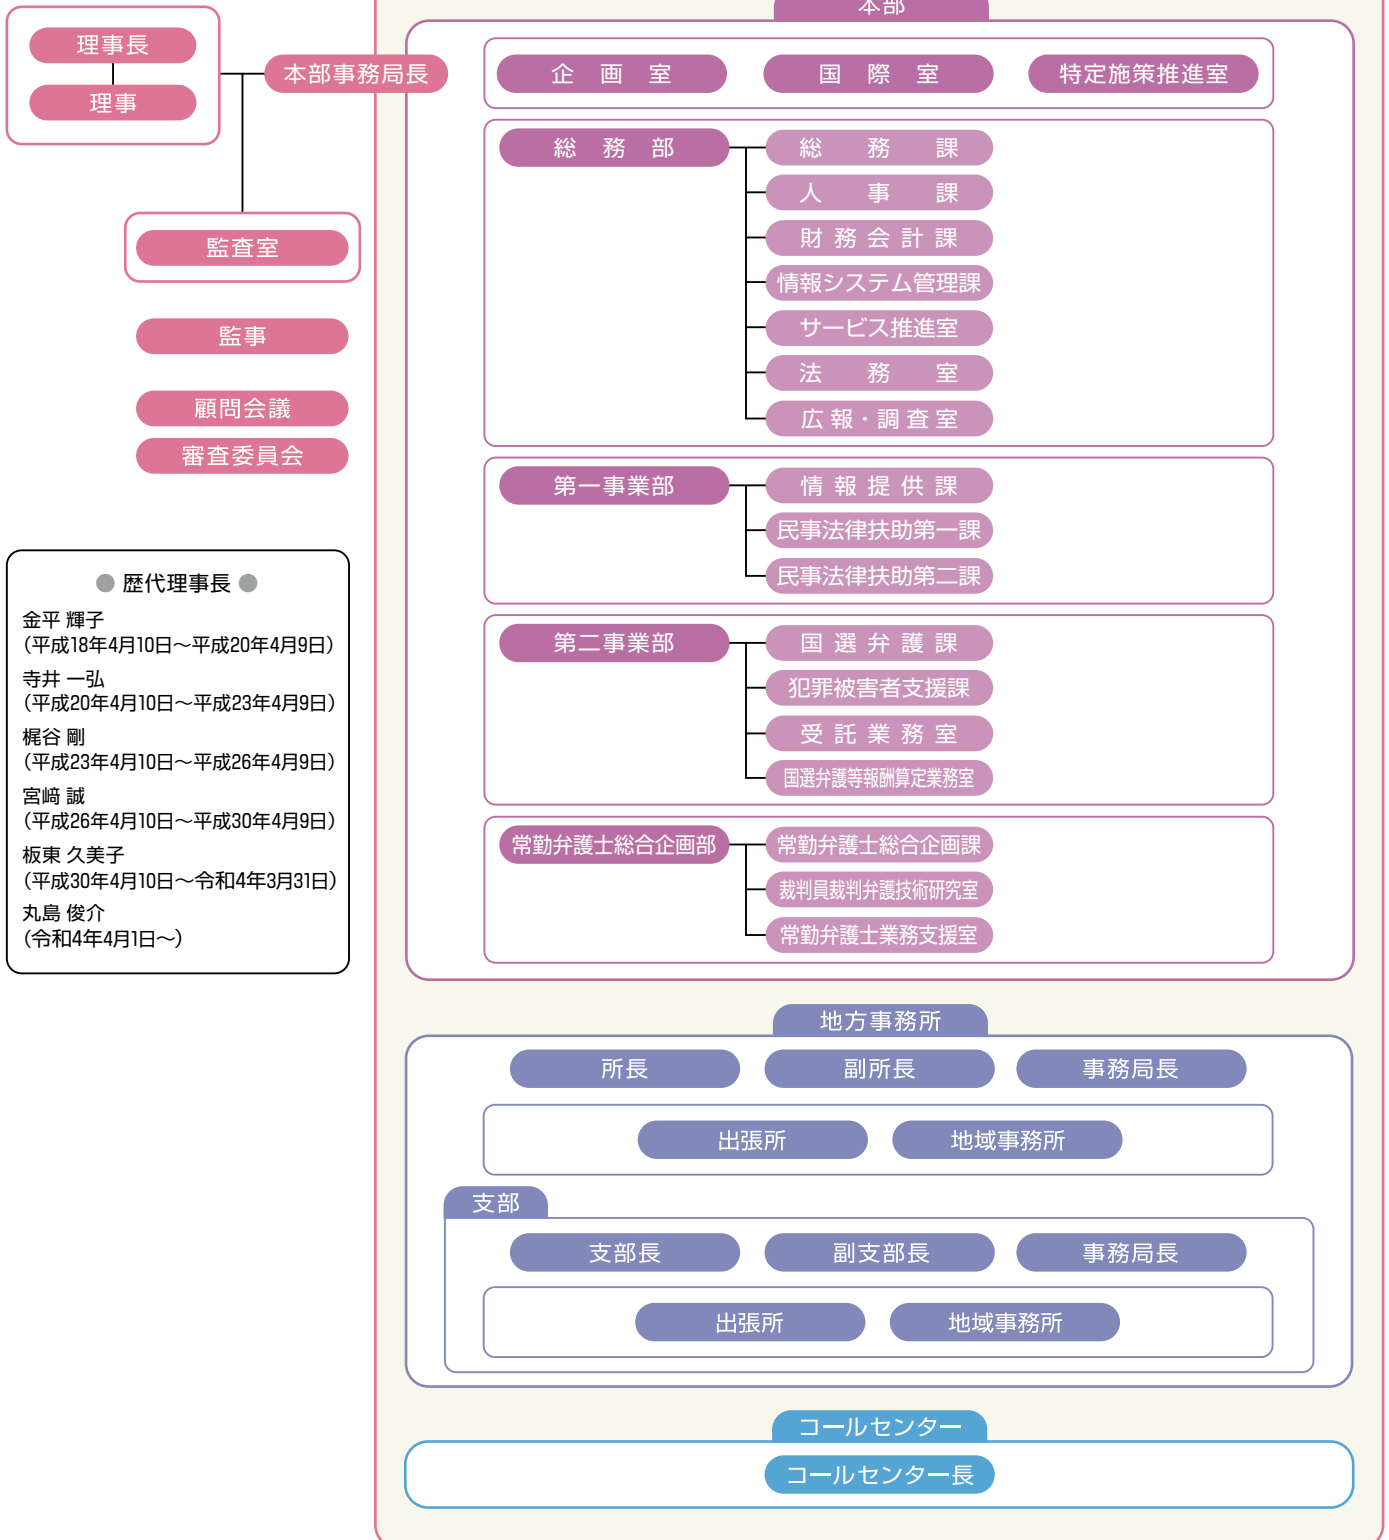 理事長
理事
本部事務局長
監査室
監事
顧問会議
審査委員会
● 歴代理事長 ●
金平 輝子
(平成18年4月10日～平成20年4月9日)
寺井 一弘
(平成20年4月10日～平成23年4月9日)
梶谷 剛
(平成23年4月10日～平成26年4月9日)
宮﨑 誠
(平成26年4月10日～平成30年4月9日)
板東 久美子
(平成30年4月10日～令和4年3月31日)
丸島 俊介
(令和4年4月1日～)
本部
企画室 国際室 特定施策推進室
総務部
総務課
人事課
財務会計課
情報システム管理課
サービス推進室
法務室
広報・調査室
第一事業部
情報提供課
民事法律扶助第一課
民事法律扶助第二課
第二事業部
国選弁護課
犯罪被害者支援課
受託業務室
国選弁護等報酬算定業務室
常勤弁護士総合企画部
常勤弁護士総合企画課
裁判員裁判弁護技術研究室
常勤弁護士業務支援室
地方事務所
所長 副所長 事務局長
出張所 地域事務所
支部
支部長 副支部長 事務局長
出張所 地域事務所
コールセンター
コールセンター長